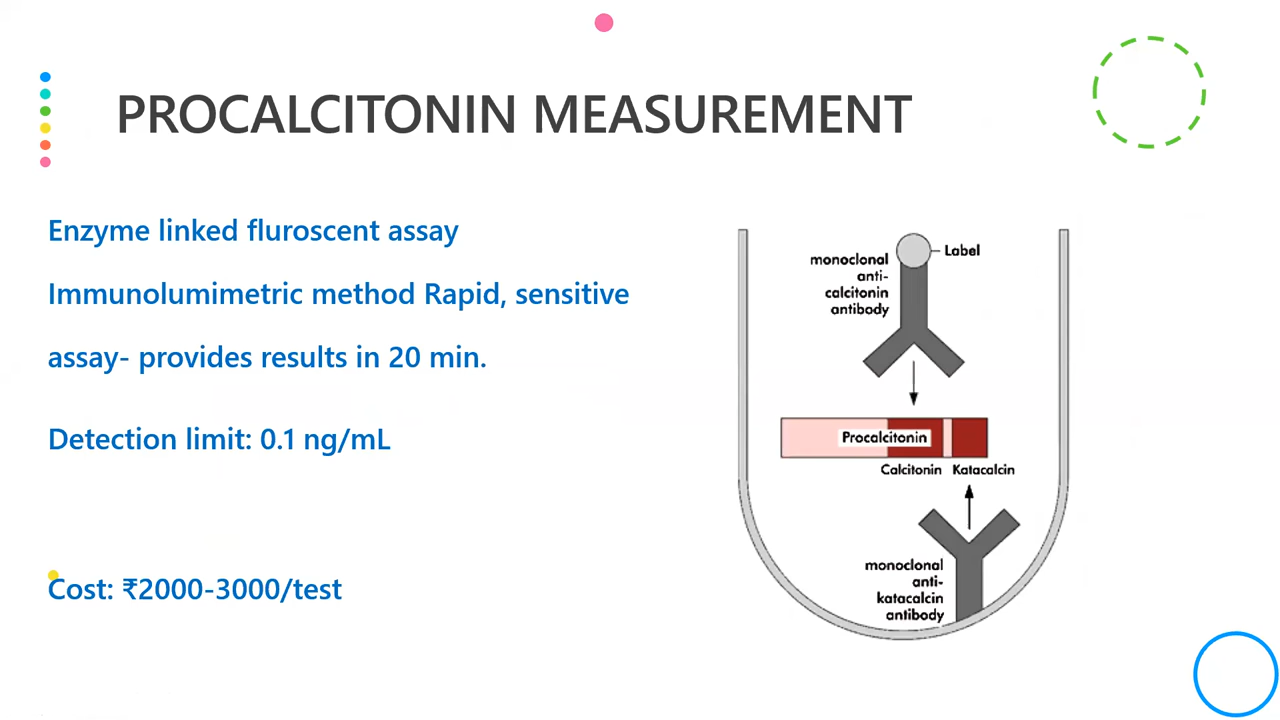 PROCALCITONIN MEASUREMENT
Enzyme linked fluroscent assay
Immunolumimetric method Rapid, sensitive
assay- provides results in 20 min.
Detection limit: 0.1 ng/mL
Cost: ₹2000-3000/test
Label
monoclonal
anti-
calcitonin
antibody
Procalcitonin
Calcitonin
Katacalcin
monoclonal
anti-
katacalcin
antibody